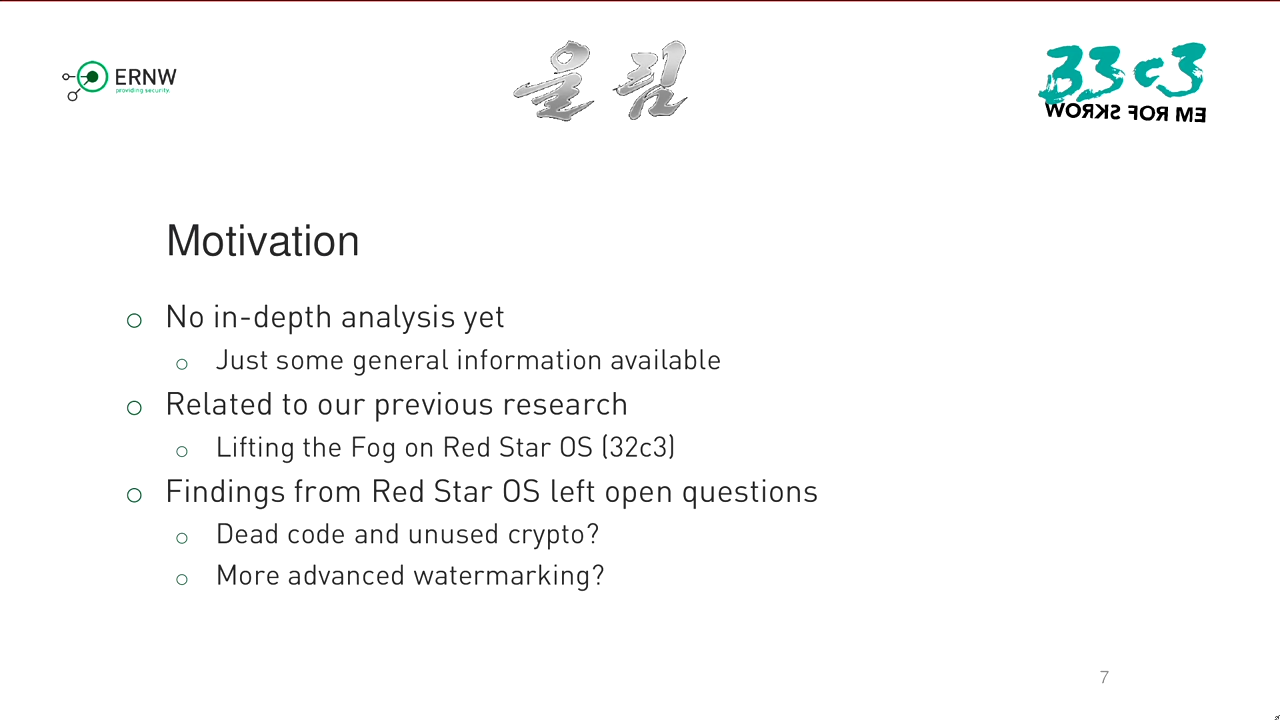 ERNW
providing security.
울림
33c3
WORKS FOR ME
Motivation
No in-depth analysis yet
Just some general information available
Related to our previous research
Lifting the Fog on Red Star OS (32c3)
Findings from Red Star OS left open questions
Dead code and unused crypto?
More advanced watermarking?
7